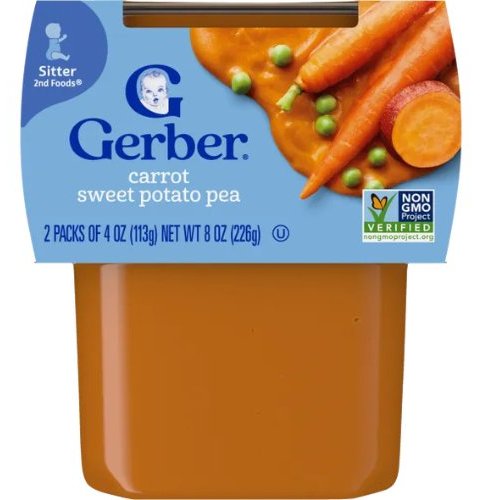 Sitter
2nd Foods®
G
Gerber®
carrot
sweet potato pea
2 PACKS OF 4 OZ (113g) NET WT 8 OZ (226g) U
NON
GMO
Project
VERIFIED
nongmoproject.org